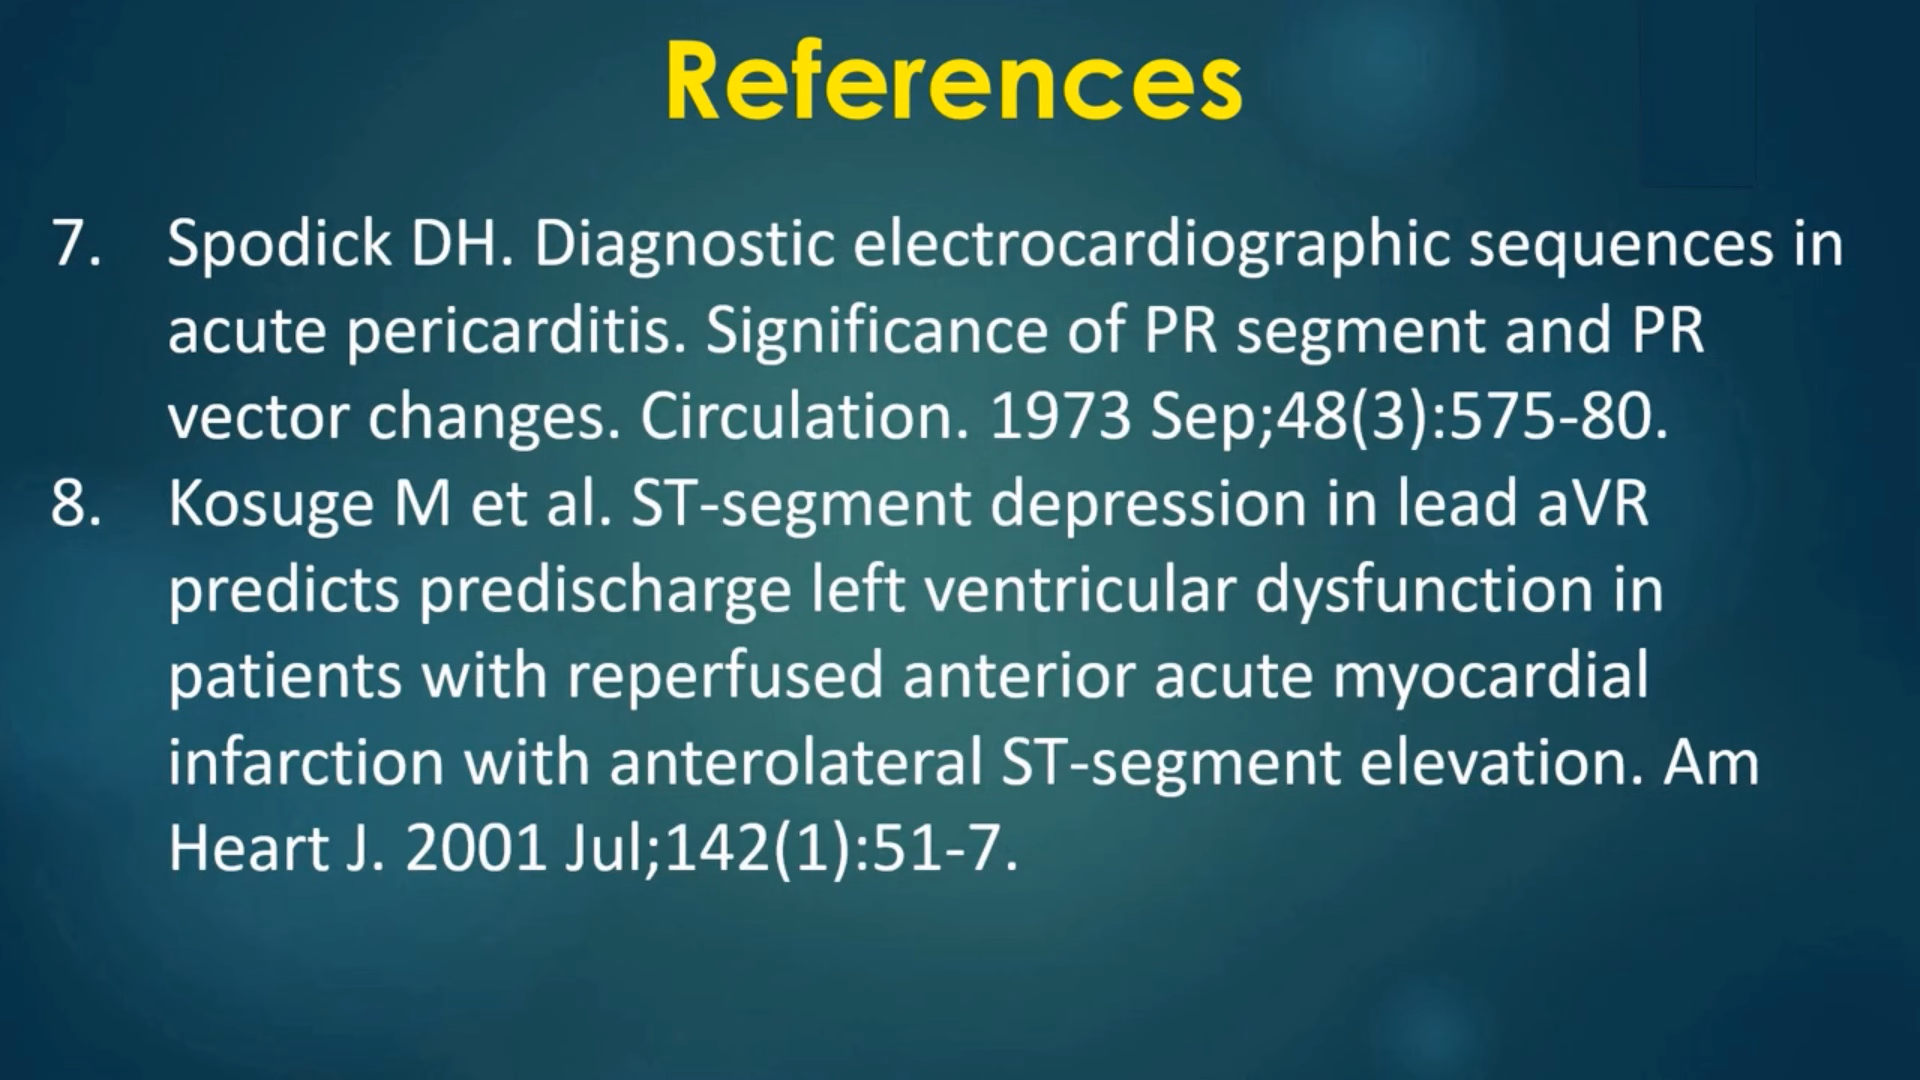 References
7. Spodick DH. Diagnostic electrocardiographic sequences in
acute pericarditis. Significance of PR segment and PR
vector changes. Circulation. 1973 Sep;48(3):575-80.
8. Kosuge M et al. ST-segment depression in lead aVR
predicts predischarge left ventricular dysfunction in
patients with reperfused anterior acute myocardial
infarction with anterolateral ST-segment elevation. Am
Heart J. 2001 Jul;142(1):51-7.